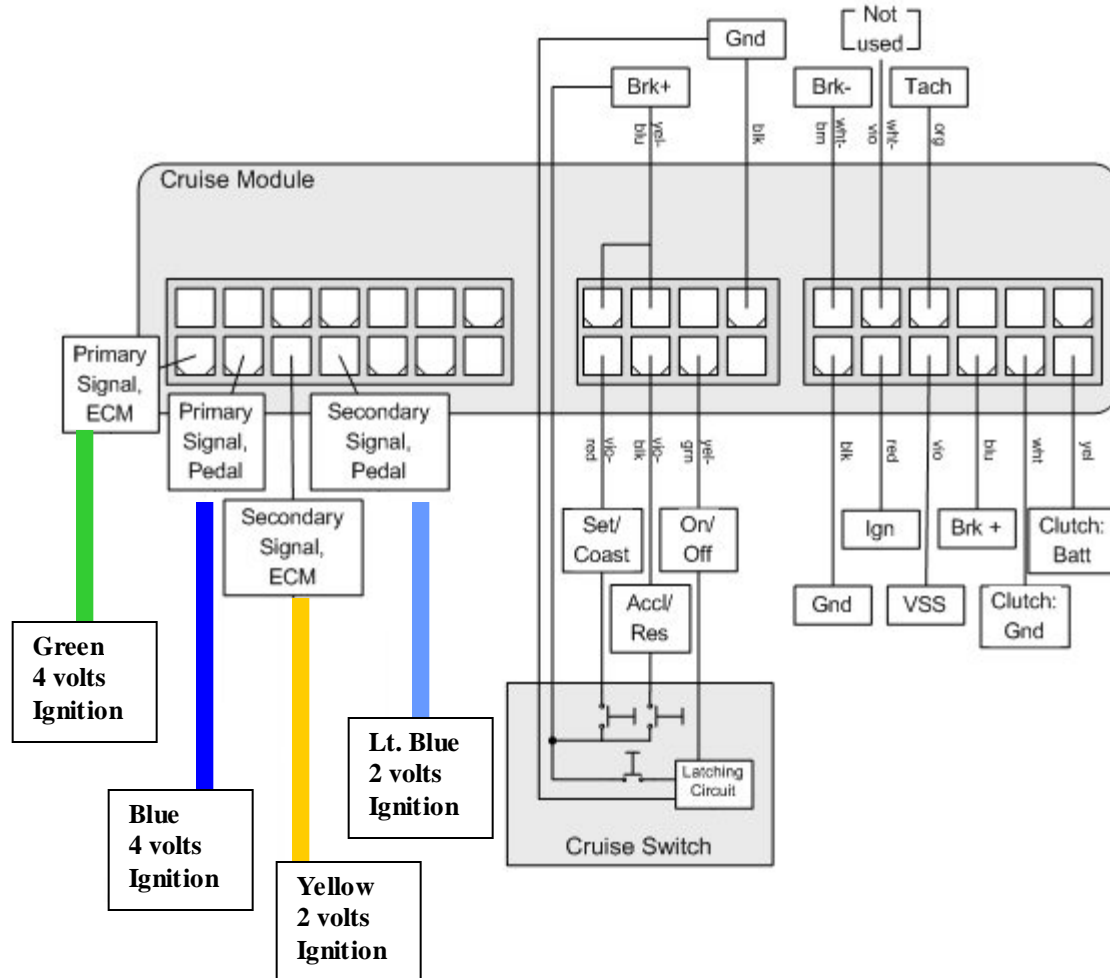 Not
used
Gnd
Brk+
Brk-
Tach
yel-
blu
blk
wht-
brn
wht-
vio
org
Cruise Module
Primary
Signal,
ECM
Primary
Signal,
Pedal
Secondary
Signal,
Pedal
Secondary
Signal,
ECM
vio-
red
vio-
blk
yel-
grn
blk
red
vio
blu
wht
yel
Set/
Coast
On/
Off
Ign
Brk +
Clutch:
Batt
Accl/
Res
Gnd
VSS
Clutch:
Gnd
Green
4 volts
Ignition
Blue
4 volts
Ignition
Yellow
2 volts
Ignition
Lt. Blue
2 volts
Ignition
Latching
Circuit
Cruise Switch